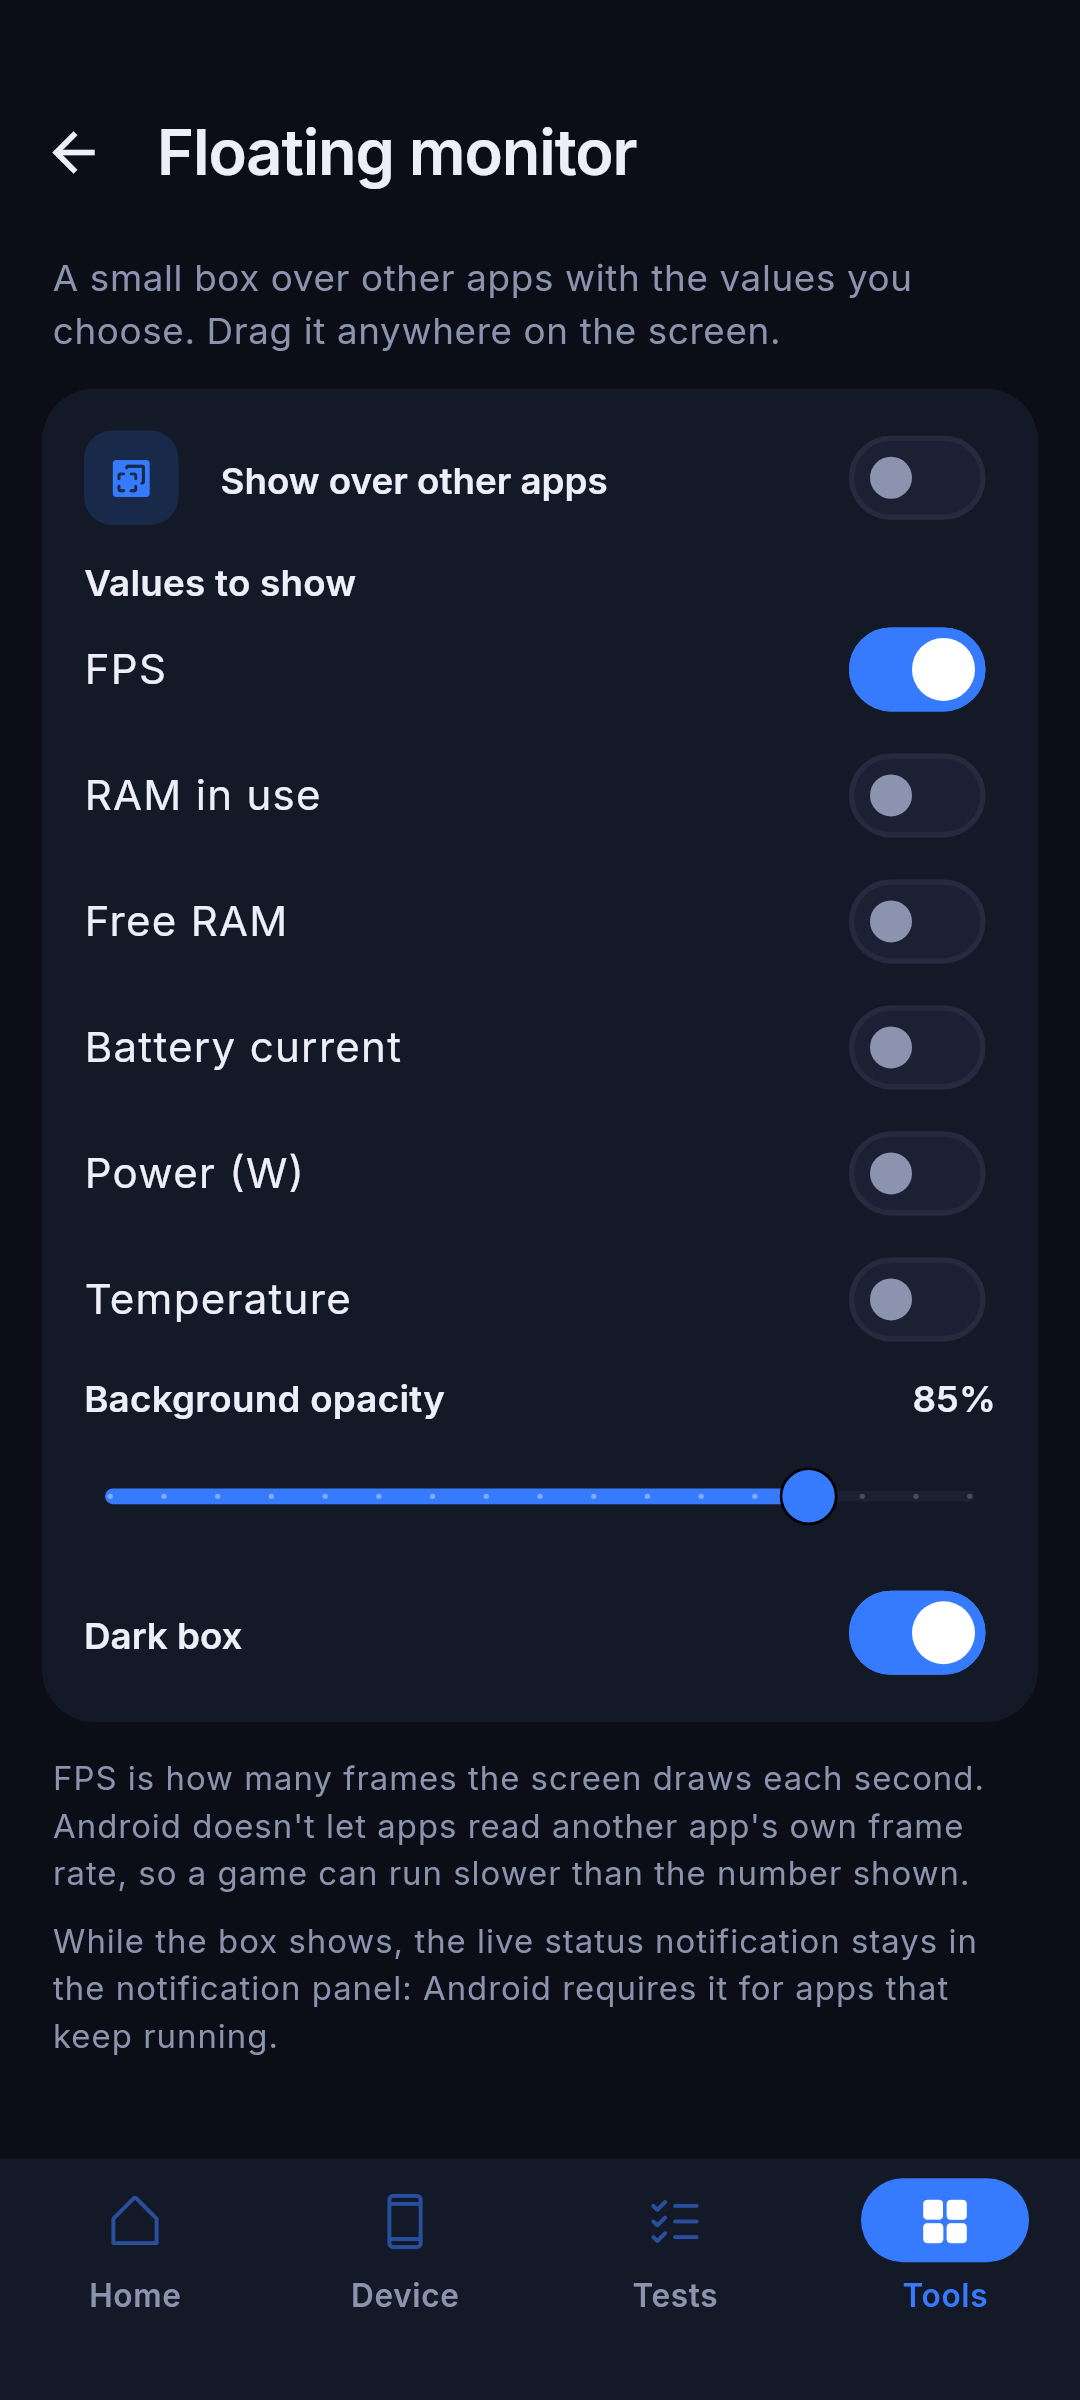 Floating monitor
A small box over other apps with the values you
choose. Drag it anywhere on the screen.
Show over other apps
Values to show
FPS
RAM in use
Free RAM
Battery current
Power (W)
Temperature
Background opacity 85%
Dark box
FPS is how many frames the screen draws each second.
Android doesn't let apps read another app's own frame
rate, so a game can run slower than the number shown.
While the box shows, the live status notification stays in
the notification panel: Android requires it for apps that
keep running.
Home Device Tests Tools